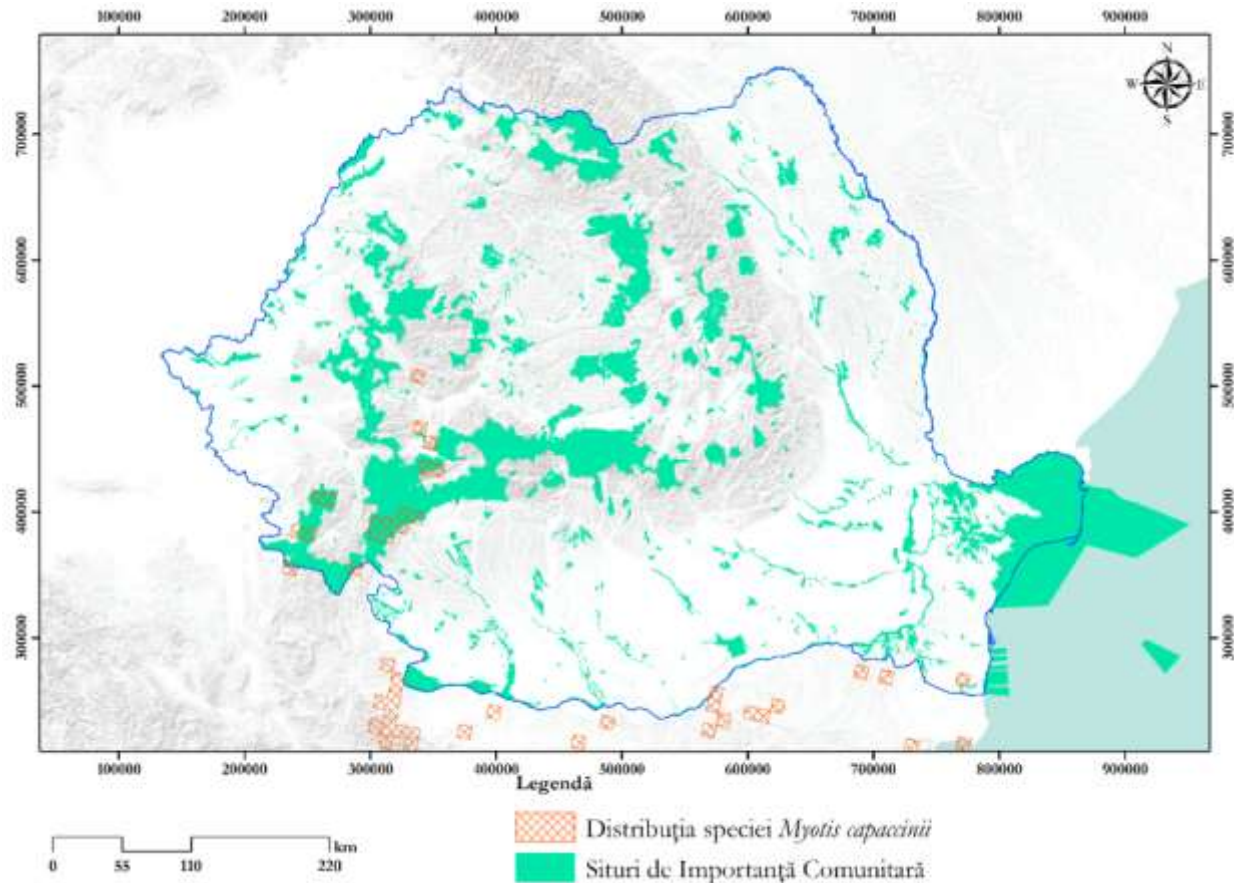 100000 200000 300000 400000 500000 600000 700000 800000 900000
N
W E
S
700000 700000
600000 600000
500000 500000
400000 400000
300000 300000
100000 200000 300000 400000 500000 600000 700000 800000 900000
Legendă
Distribuția speciei Myotis capaccinii
km
0 55 110 220
Situri de Importanță Comunitară